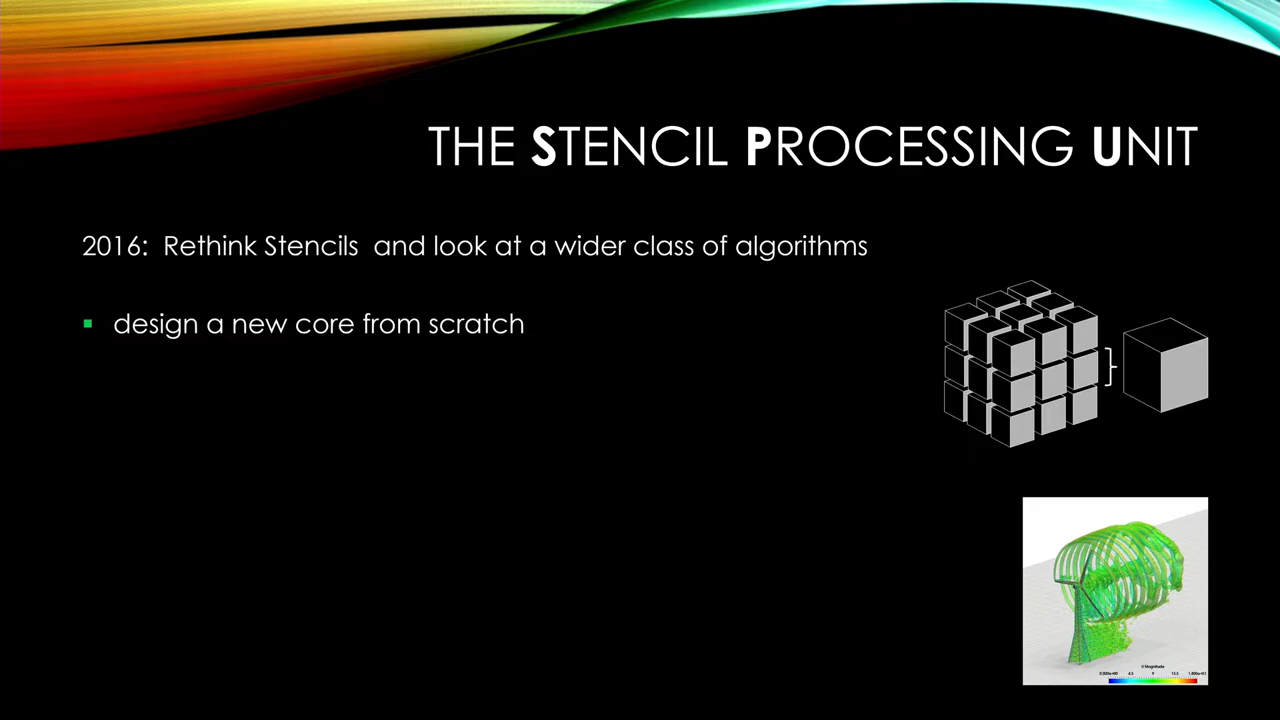 THE STENCIL PROCESSING UNIT
2016: Rethink Stencils and look at a wider class of algorithms
▪ design a new core from scratch
U Magnitude